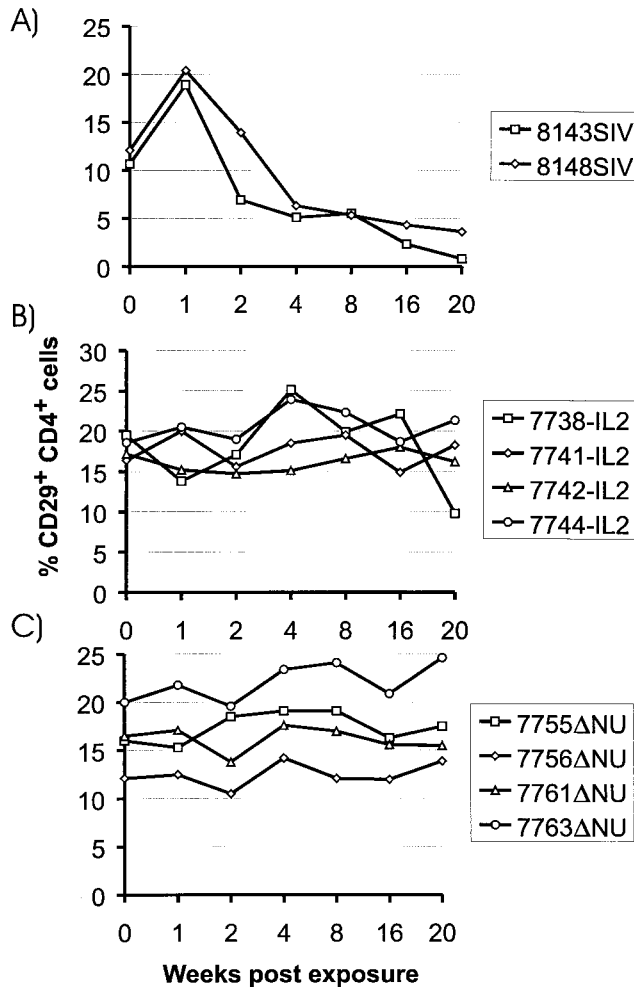 A)
25
20
15
10
5
0
0 1 2 4 8 16 20
8143SIV
8148SIV
B)
30
25
20
15
10
5
0
0 1 2 4 8 16 20
7738-IL2
7741-IL2
7742-IL2
7744-IL2
% CD29⁺ CD4⁺ cells
C)
25
20
15
10
5
0
0 1 2 4 8 16 20
7755ΔNU
7756ΔNU
7761ΔNU
7763ΔNU
Weeks post exposure